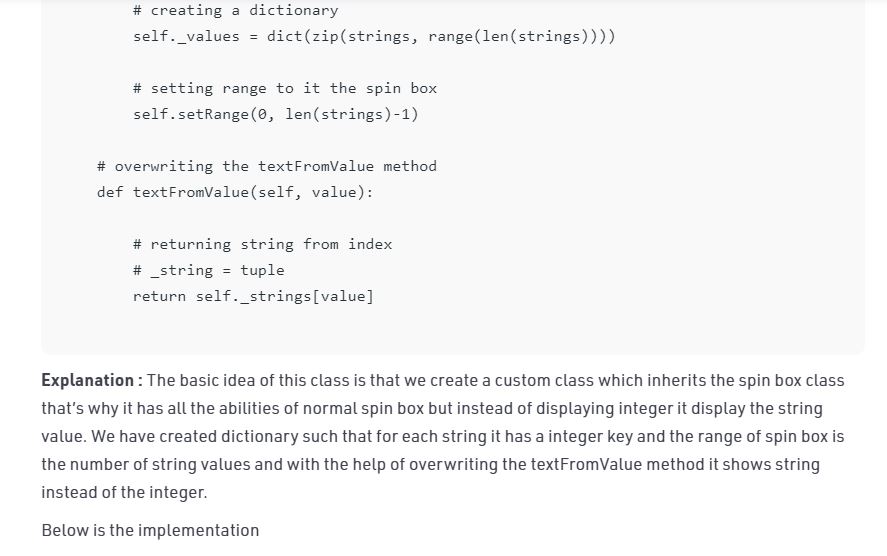 # creating a dictionary
self._values = dict(zip(strings, range(len(strings))))
# setting range to it the spin box
self.setRange(0, len(strings)-1)
# overwriting the textFromValue method
def textFromValue(self, value):
# returning string from index
# _string = tuple
return self._strings[value]
Explanation : The basic idea of this class is that we create a custom class which inherits the spin box class
that's why it has all the abilities of normal spin box but instead of displaying integer it display the string
value. We have created dictionary such that for each string it has a integer key and the range of spin box is
the number of string values and with the help of overwriting the textFromValue method it shows string
instead of the integer.
Below is the implementation